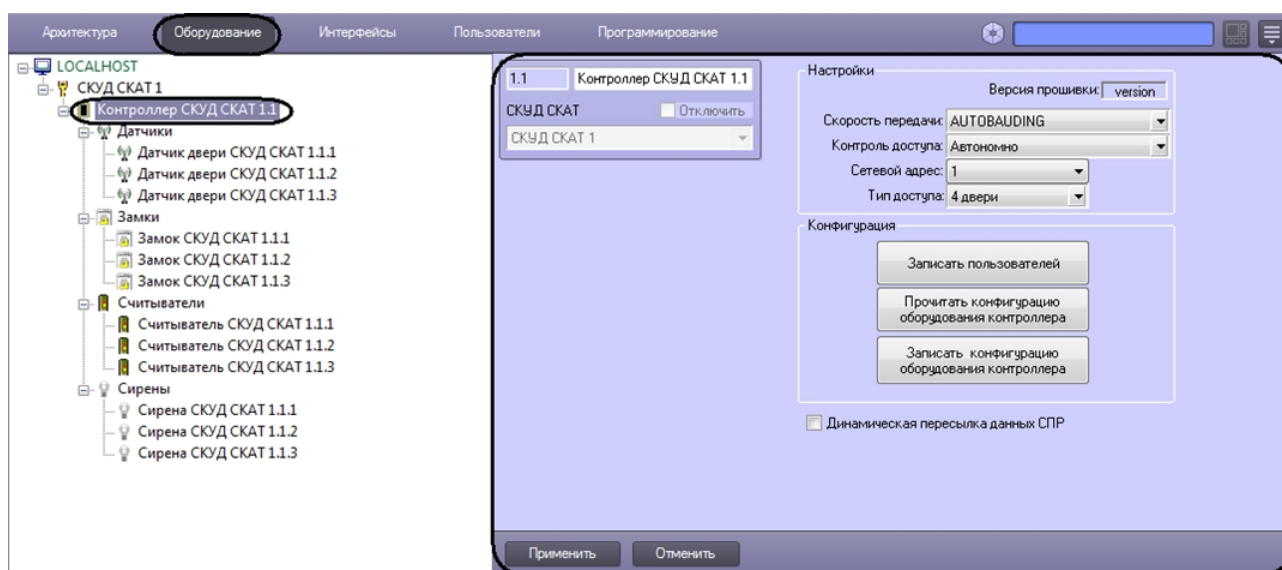 Архитектура Оборудование Интерфейсы Пользователи Программирование
LOCALHOST
СКУД СКАТ 1
Контроллер СКУД СКАТ 1.1
Датчики
Датчик двери СКУД СКАТ 1.1.1
Датчик двери СКУД СКАТ 1.1.2
Датчик двери СКУД СКАТ 1.1.3
Замки
Замок СКУД СКАТ 1.1.1
Замок СКУД СКАТ 1.1.2
Замок СКУД СКАТ 1.1.3
Считыватели
Считыватель СКУД СКАТ 1.1.1
Считыватель СКУД СКАТ 1.1.2
Считыватель СКУД СКАТ 1.1.3
Сирены
Сирена СКУД СКАТ 1.1.1
Сирена СКУД СКАТ 1.1.2
Сирена СКУД СКАТ 1.1.3
1.1 Контроллер СКУД СКАТ 1.1
СКУД СКАТ Отключить
СКУД СКАТ 1
Настройки
Версия прошивки: version
Скорость передачи: AUTOBAUDING
Контроль доступа: Автономно
Сетевой адрес: 1
Тип доступа: 4 двери
Конфигурация
Записать пользователей
Прочитать конфигурацию
оборудования контроллера
Записать конфигурацию
оборудования контроллера
Динамическая пересылка данных СПР
Применить Отменить